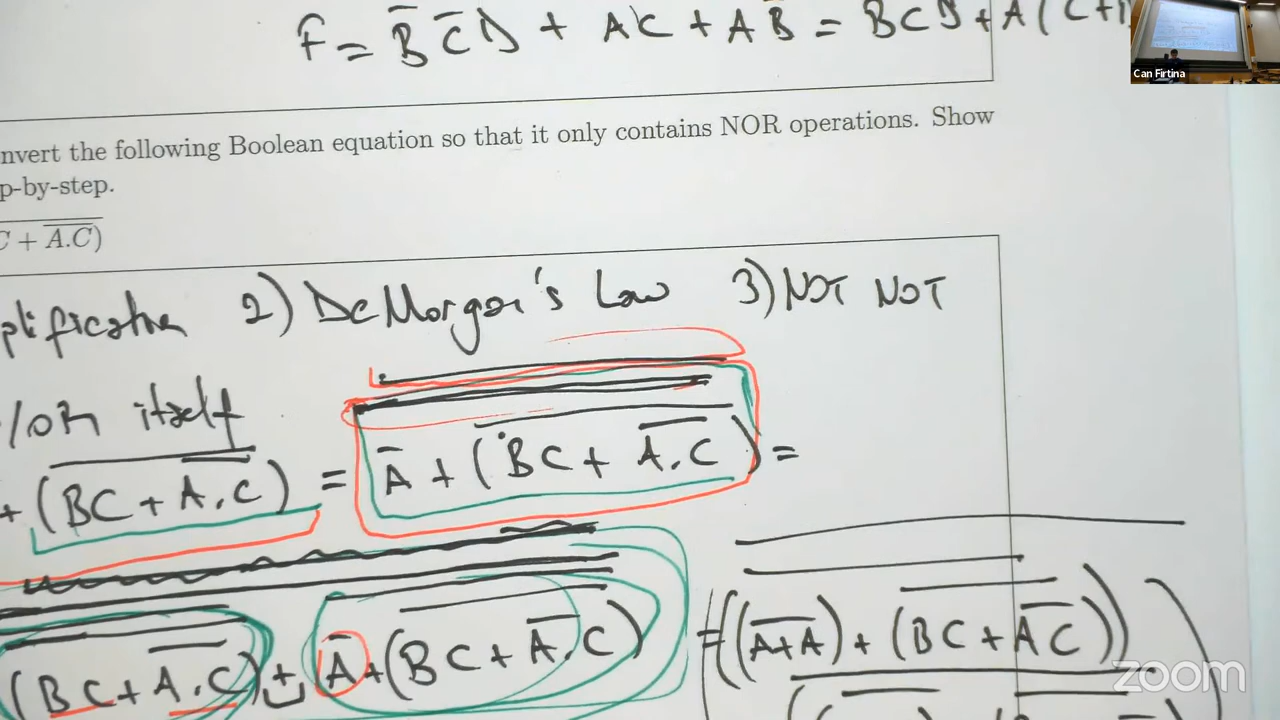 F = B̅ C̅ D + AC + AB̅ = BCD + A(C+
Can Firtina
nvert the following Boolean equation so that it only contains NOR operations. Show
p-by-step.
C + A.C)
plification 2) DeMorgan's Law 3) NOT NOT
/OR itself
+ (BC + A.C) = A̅ + (BC + A.C) =
(BC + A.C) + A̅ + (BC + A.C)
= ((A+A) + (BC + AC))
zoom